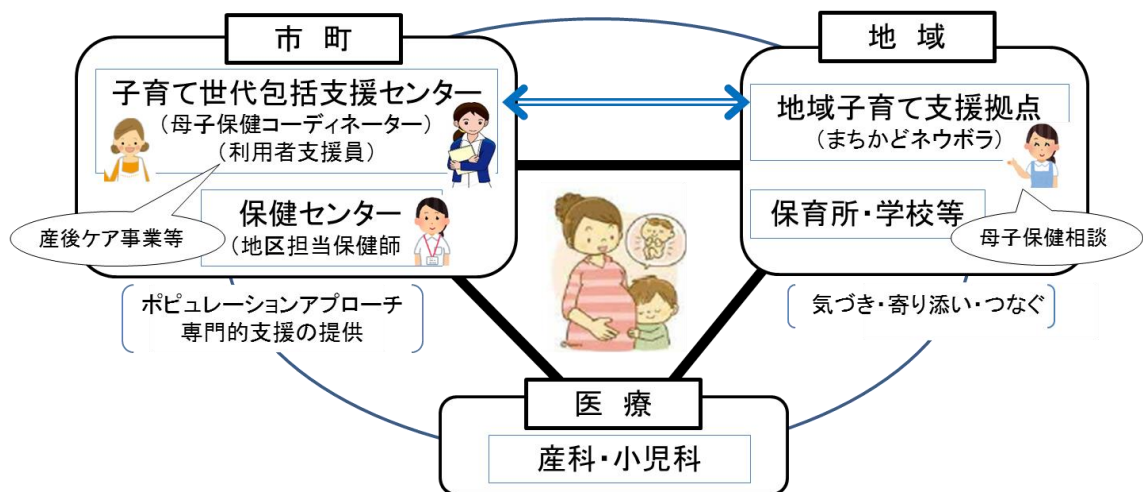 市 町
子育て世代包括支援センター
（母子保健コーディネーター）
（利用者支援員）
保健センター
（地区担当保健師
産後ケア事業等
ポピュレーションアプローチ
専門的支援の提供
地 域
地域子育て支援拠点
（まちかどネウボラ）
保育所・学校等
母子保健相談
気づき・寄り添い・つなぐ
医 療
産科・小児科